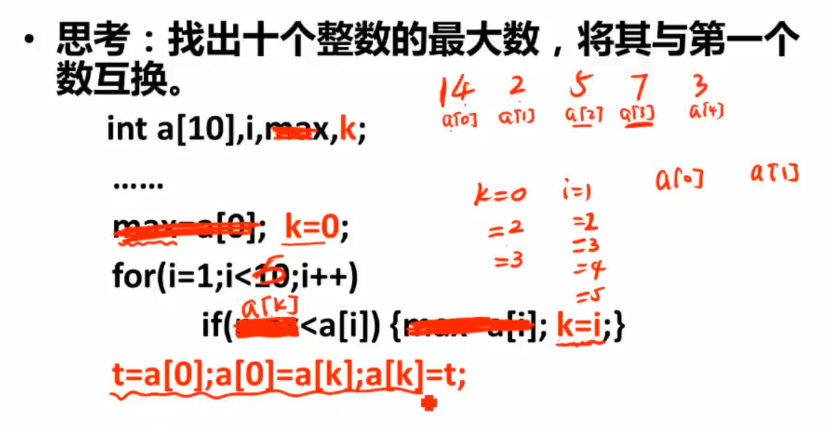 • 思考：找出十个整数的最大数，将其与第一个
数互换。
14 2 5 7 3
a[0] a[1] a[2] a[3] a[4]
int a[10],i,max,k;
……
a[0] a[1]
k=0 i=1
=2 =2
=3 =3
=4
=5
max=a[0]; k=0;
for(i=1;i<10;i++)
5
a[k]
if(<a[i]) {max=a[i]; k=i;}
t=a[0];a[0]=a[k];a[k]=t;